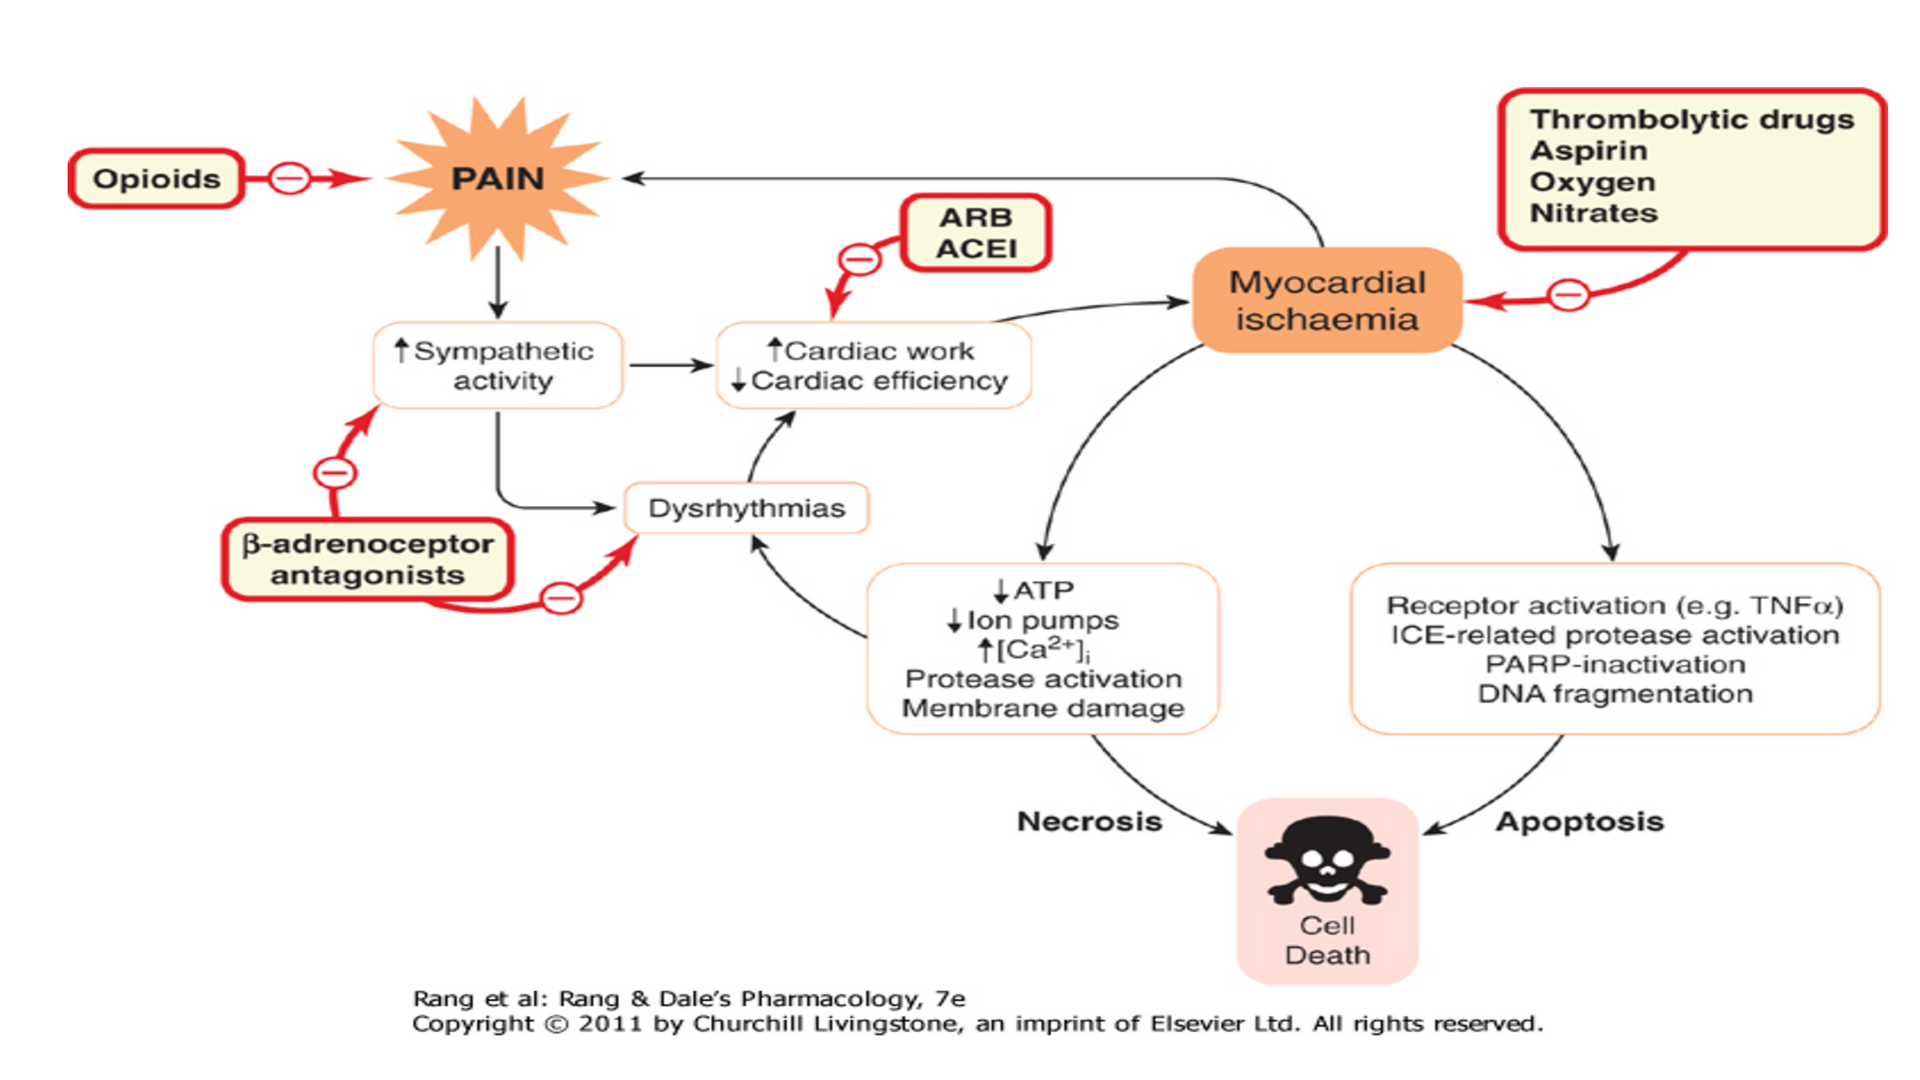 Thrombolytic drugs
Aspirin
Oxygen
Nitrates
Opioids
PAIN
ARB
ACEI
Myocardial
ischaemia
↑Sympathetic
activity
↑Cardiac work
↓Cardiac efficiency
Dysrhythmias
β-adrenoceptor
antagonists
↓ATP
↓Ion pumps
↑[Ca²⁺]ᵢ
Protease activation
Membrane damage
Receptor activation (e.g. TNFα)
ICE-related protease activation
PARP-inactivation
DNA fragmentation
Necrosis
Apoptosis
Cell
Death
Rang et al: Rang & Dale's Pharmacology, 7e
Copyright © 2011 by Churchill Livingstone, an imprint of Elsevier Ltd. All rights reserved.